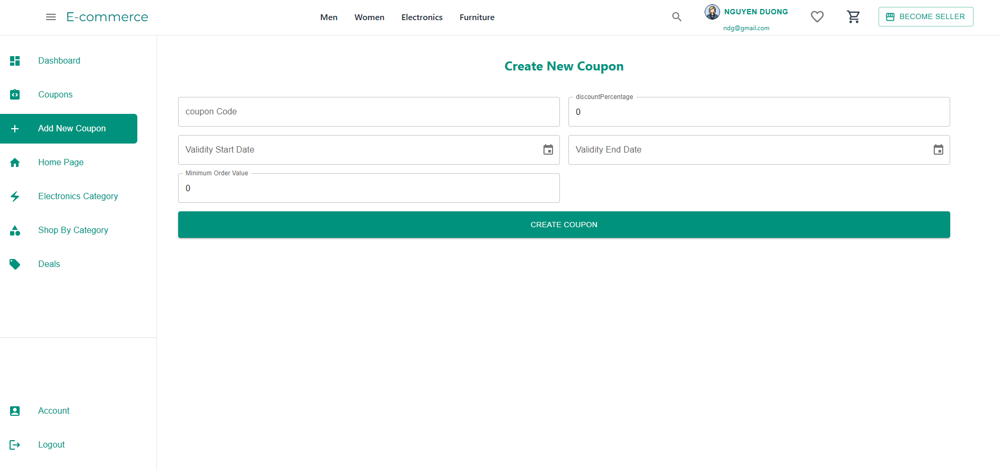 E-commerce
Men Women Electronics Furniture
NGUYEN DUONG
ndg@gmail.com
BECOME SELLER
Dashboard
Coupons
Add New Coupon
Home Page
Electronics Category
Shop By Category
Deals
Account
Logout
Create New Coupon
coupon Code
discountPercentage
0
Validity Start Date
Validity End Date
Minimum Order Value
0
CREATE COUPON